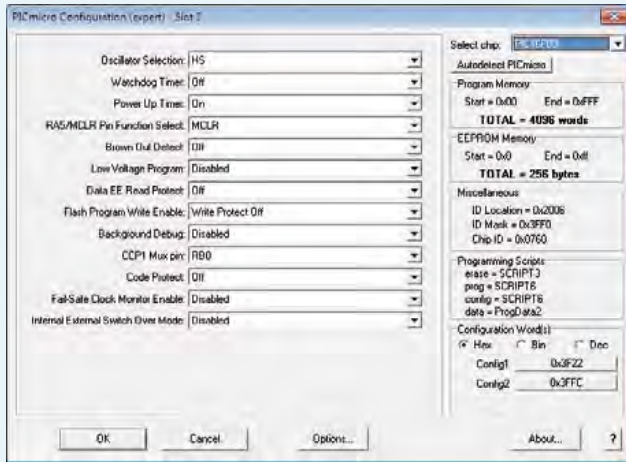 PICmicro Configuration (expert) - Slot 2
Oscillator Selection: HS
Watchdog Timer: Off
Power Up Timer: On
RA5/MCLR Pin Function Select: MCLR
Brown Out Detect: Off
Low Voltage Program: Disabled
Data EE Read Protect: Off
Flash Program Write Enable: Write Protect Off
Background Debug: Disabled
CCP1 Mux pin: RB0
Code Protect: Off
Fail-Safe Clock Monitor Enable: Disabled
Internal External Switch Over Mode: Disabled
OK
Cancel
Options...
Select chip:
Autodetect PICmicro
Program Memory
Start = 0x00 End = 0xFFF
TOTAL = 4096 words
EEPROM Memory
Start = 0x0 End = 0xff
TOTAL = 256 bytes
Miscellaneous
ID Location = 0x2006
ID Mask = 0x3FF0
Chip ID = 0x0760
Programming Scripts
erase = SCRIPT3
prog = SCRIPT6
config = SCRIPT6
data = ProgData2
Configuration Word(s)
Hex Bin Dec
Config1 0x3F22
Config2 0x3FFC
About...
?